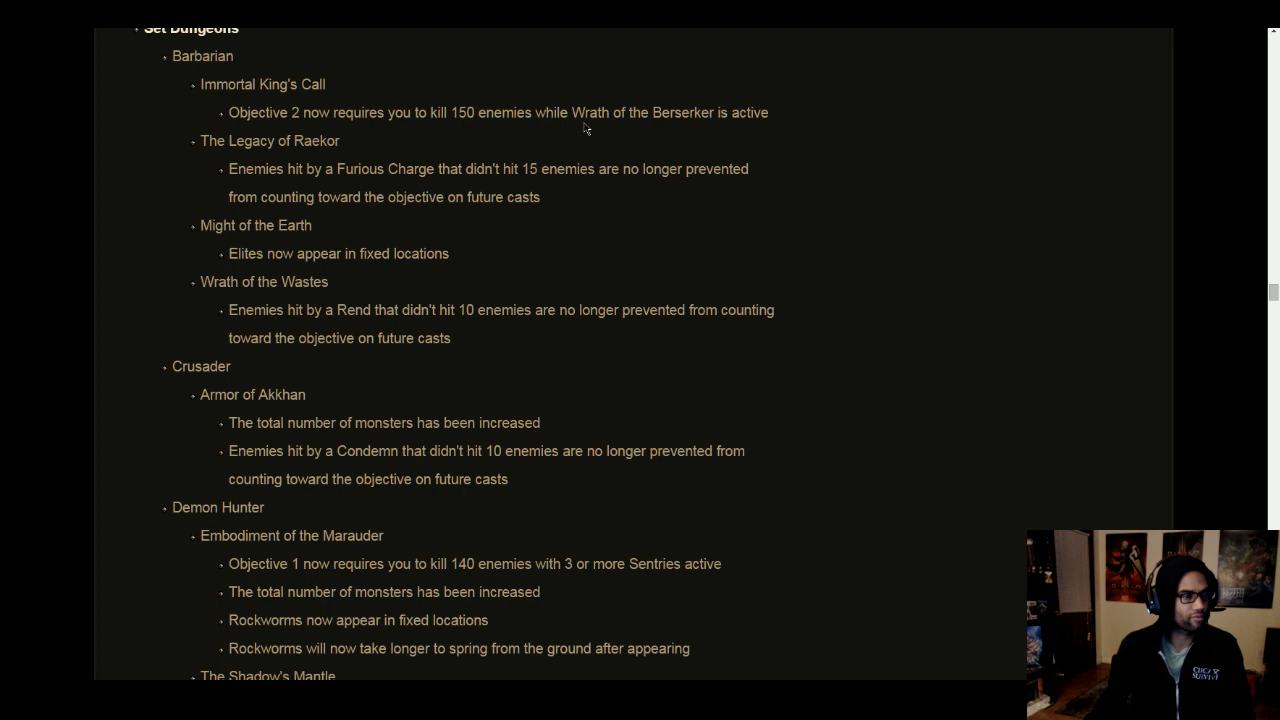 Set Dungeons
Barbarian
Immortal King's Call
Objective 2 now requires you to kill 150 enemies while Wrath of the Berserker is active
The Legacy of Raekor
Enemies hit by a Furious Charge that didn't hit 15 enemies are no longer prevented
from counting toward the objective on future casts
Might of the Earth
Elites now appear in fixed locations
Wrath of the Wastes
Enemies hit by a Rend that didn't hit 10 enemies are no longer prevented from counting
toward the objective on future casts
Crusader
Armor of Akkhan
The total number of monsters has been increased
Enemies hit by a Condemn that didn't hit 10 enemies are no longer prevented from
counting toward the objective on future casts
Demon Hunter
Embodiment of the Marauder
Objective 1 now requires you to kill 140 enemies with 3 or more Sentries active
The total number of monsters has been increased
Rockworms now appear in fixed locations
Rockworms will now take longer to spring from the ground after appearing
The Shadow's Mantle